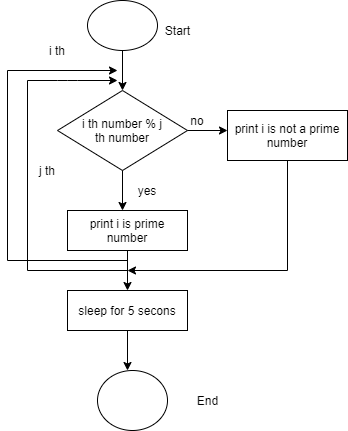 Start
i th
i th number % j
th number
no
print i is not a prime
number
j th
yes
print i is prime
number
sleep for 5 secons
End